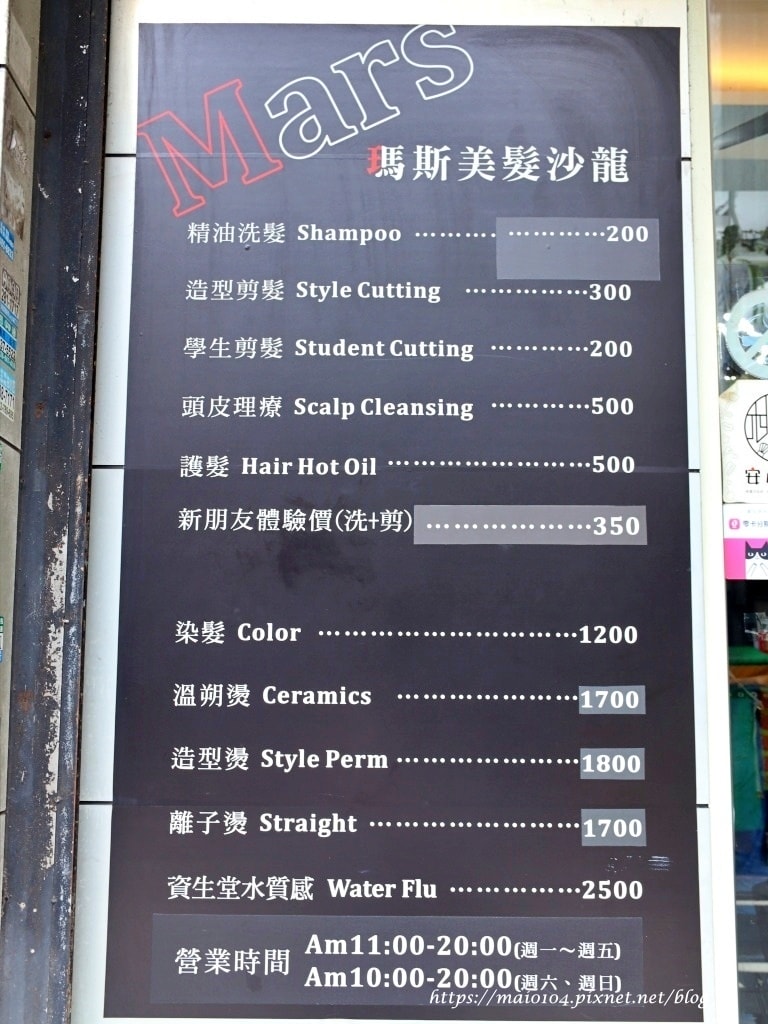 Mars
瑪斯美髮沙龍
精油洗髮 Shampoo ………. …………200
造型剪髮 Style Cutting ……………300
學生剪髮 Student Cutting …………200
頭皮理療 Scalp Cleansing …………500
護髮 Hair Hot Oil ……………………500
新朋友體驗價(洗+剪) ………………350
染髮 Color …………………………1200
溫朔燙 Ceramics …………………1700
造型燙 Style Perm …………………1800
離子燙 Straight ……………………1700
資生堂水質感 Water Flu ……………2500
營業時間 Am11:00-20:00(週一～週五)
Am10:00-20:00(週六、週日)
https://maio104.pixnet.net/blog